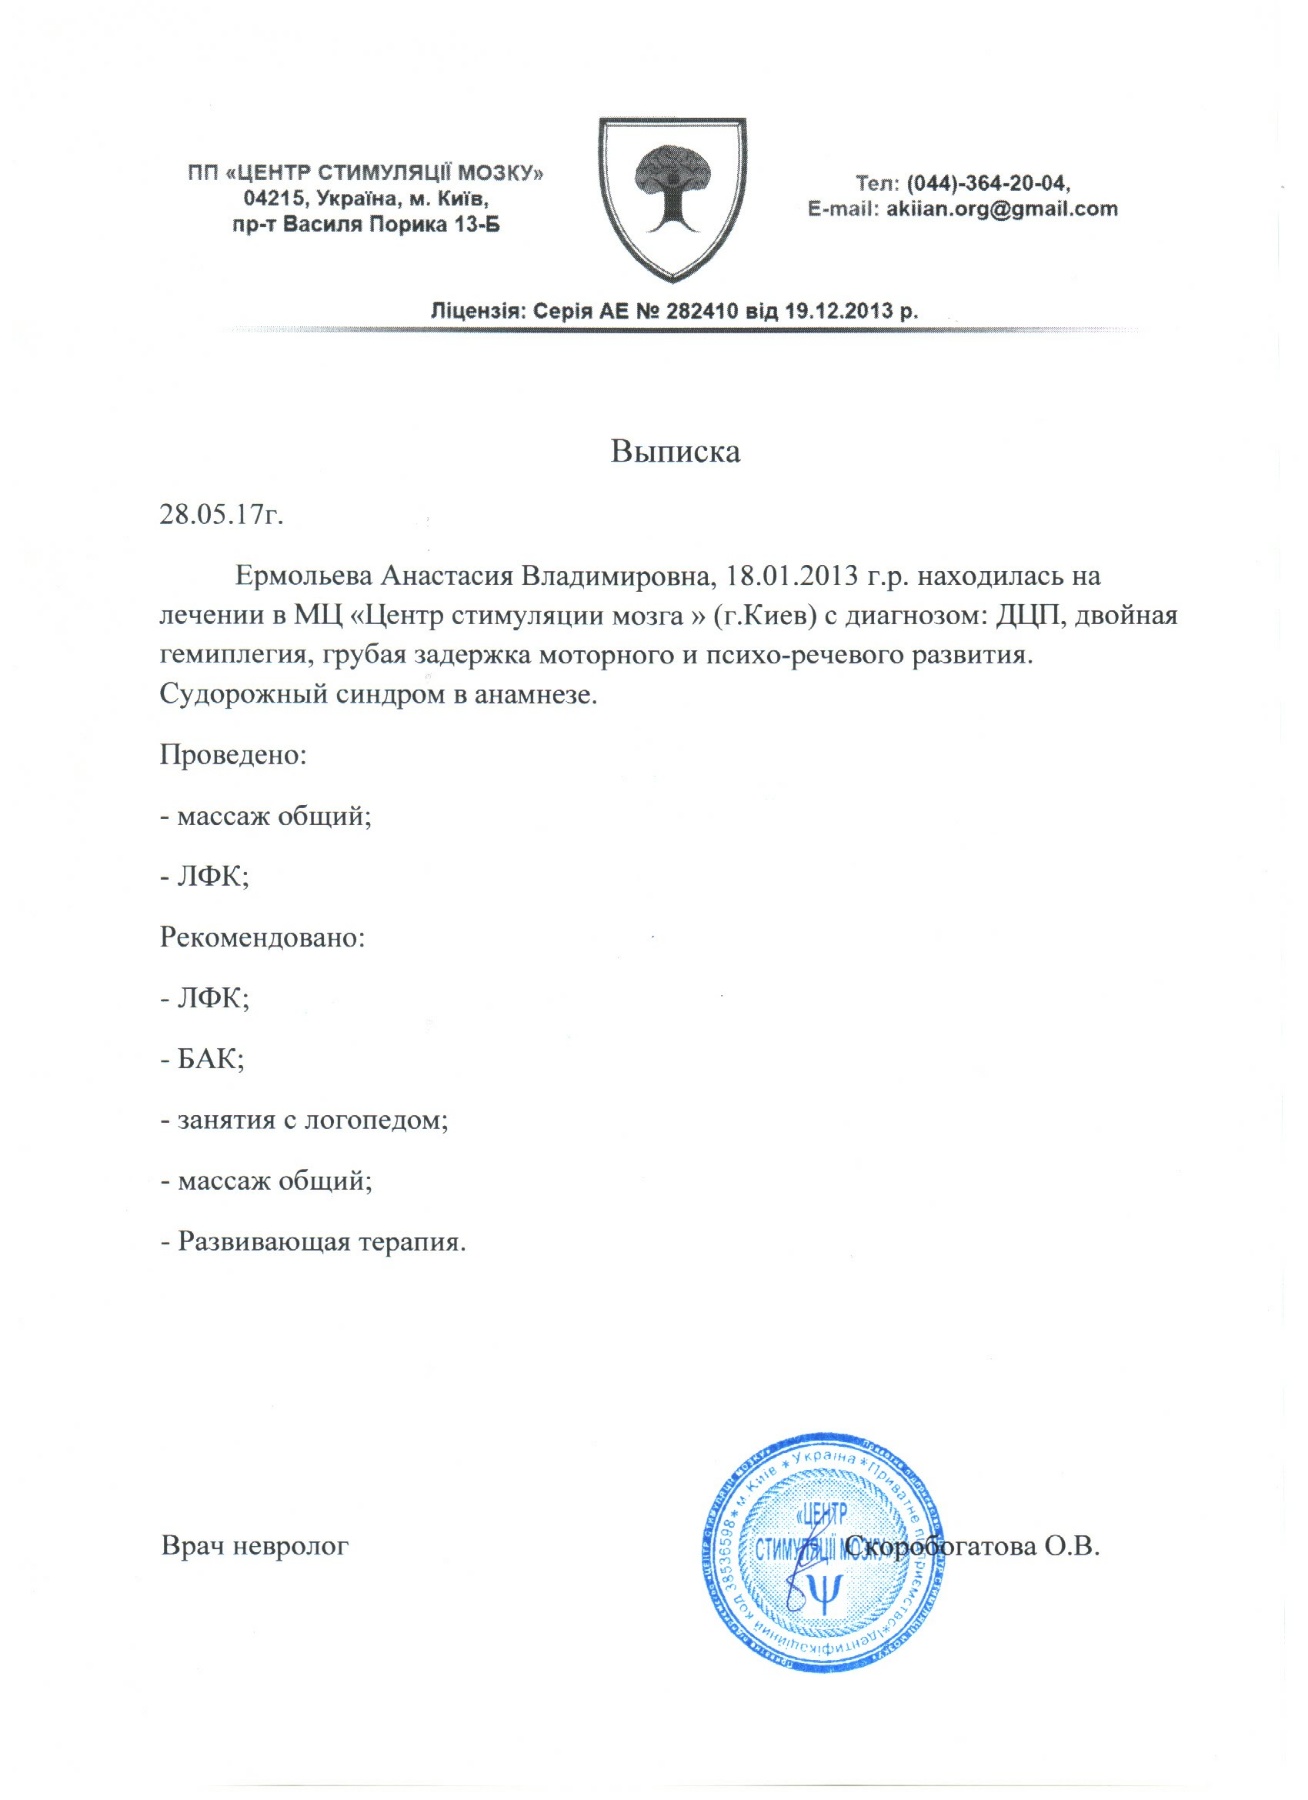 ПП «ЦЕНТР СТИМУЛЯЦІЇ МОЗКУ»
04215, Україна, м. Київ,
пр-т Василя Порика 13-Б
Тел: (044)-364-20-04,
E-mail: akiian.org@gmail.com
Ліцензія: Серія АЕ № 282410 від 19.12.2013 р.
Выписка
28.05.17г.
Ермольева Анастасия Владимировна, 18.01.2013 г.р. находилась на
лечении в МЦ «Центр стимуляции мозга » (г.Киев) с диагнозом: ДЦП, двойная
гемиплегия, грубая задержка моторного и психо-речевого развития.
Судорожный синдром в анамнезе.
Проведено:
- массаж общий;
- ЛФК;
Рекомендовано:
- ЛФК;
- БАК;
- занятия с логопедом;
- массаж общий;
- Развивающая терапия.
Врач невролог
Скоробогатова О.В.
м.Київ * Україна * Приватне підприємство * Ідентифікаційний код 38536598 *
«ЦЕНТР
СТИМУЛЯЦІЇ МОЗКУ»